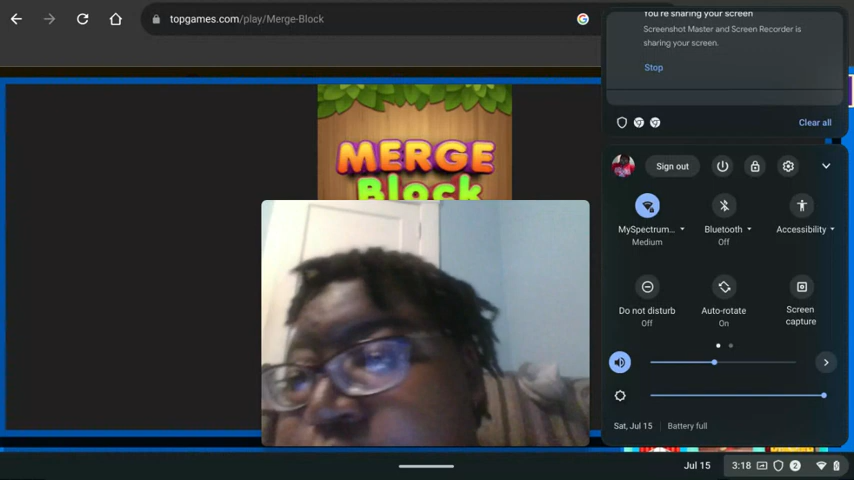 topgames.com/play/Merge-Block
You're sharing your screen
Screenshot Master and Screen Recorder is
sharing your screen.
Stop
Clear all
MERGE
Block
Sign out
MySpectrum...
Medium
Bluetooth
Off
Accessibility
Do not disturb
Off
Auto-rotate
On
Screen
capture
Sat, Jul 15
Battery full
Jul 15
3:18
2